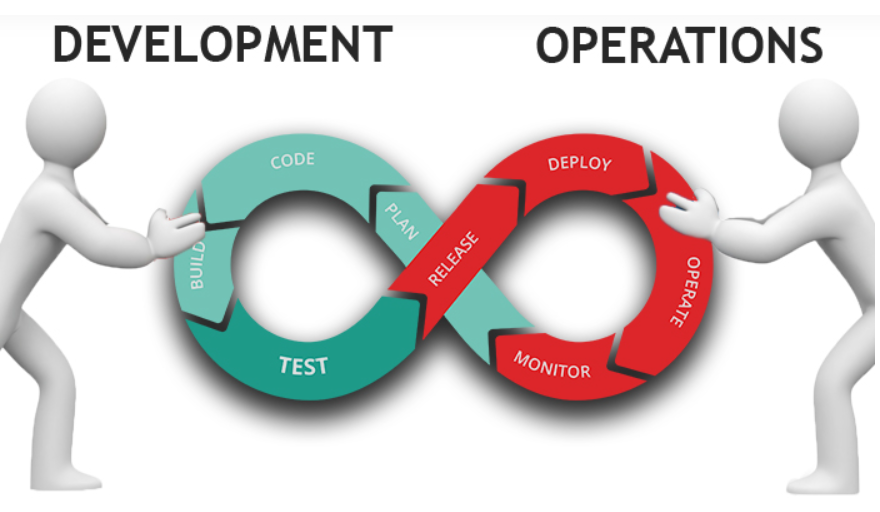 DEVELOPMENT
OPERATIONS
CODE
PLAN
BUILD
TEST
RELEASE
DEPLOY
OPERATE
MONITOR